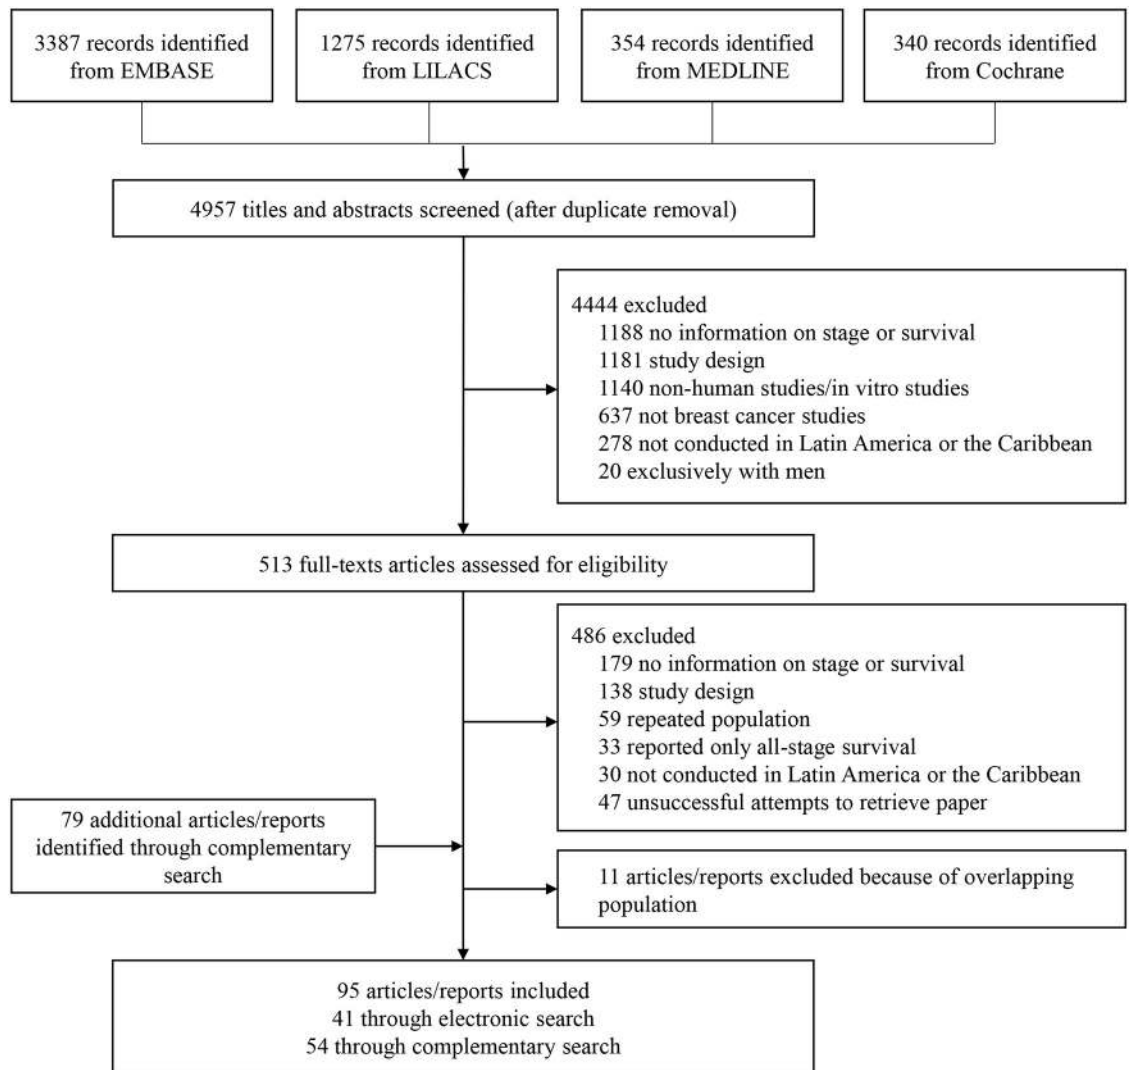 3387 records identified
from EMBASE
1275 records identified
from LILACS
354 records identified
from MEDLINE
340 records identified
from Cochrane
4957 titles and abstracts screened (after duplicate removal)
4444 excluded
1188 no information on stage or survival
1181 study design
1140 non-human studies/in vitro studies
637 not breast cancer studies
278 not conducted in Latin America or the Caribbean
20 exclusively with men
513 full-texts articles assessed for eligibility
486 excluded
179 no information on stage or survival
138 study design
59 repeated population
33 reported only all-stage survival
30 not conducted in Latin America or the Caribbean
47 unsuccessful attempts to retrieve paper
79 additional articles/reports
identified through complementary
search
11 articles/reports excluded because of overlapping
population
95 articles/reports included
41 through electronic search
54 through complementary search